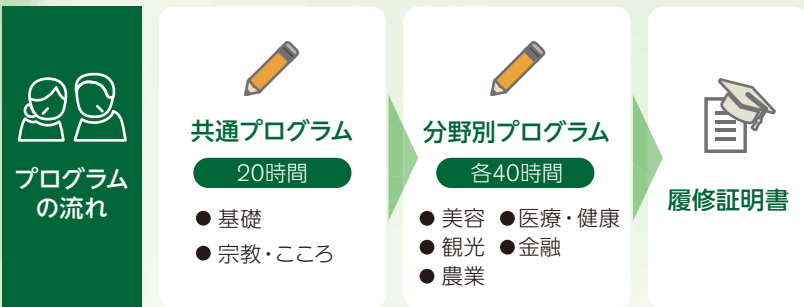 プログラム
の流れ
共通プログラム
20時間
● 基礎
● 宗教・こころ
分野別プログラム
各40時間
● 美容 ●医療・健康
● 観光 ●金融
● 農業
履修証明書